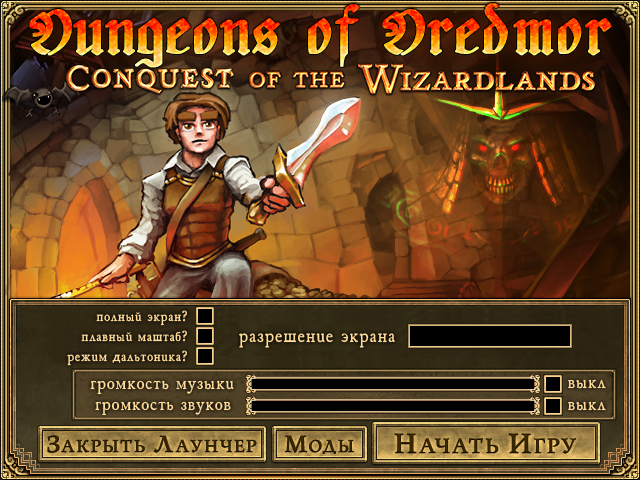 Dungeons of Dredmor
Conquest of the Wizardlands
полный экран?
плавный маштаб?
разрешение экрана
режим дальтоника?
громкость музыки выкл
громкость звуков выкл
Закрыть Лаунчер Моды Начать Игру